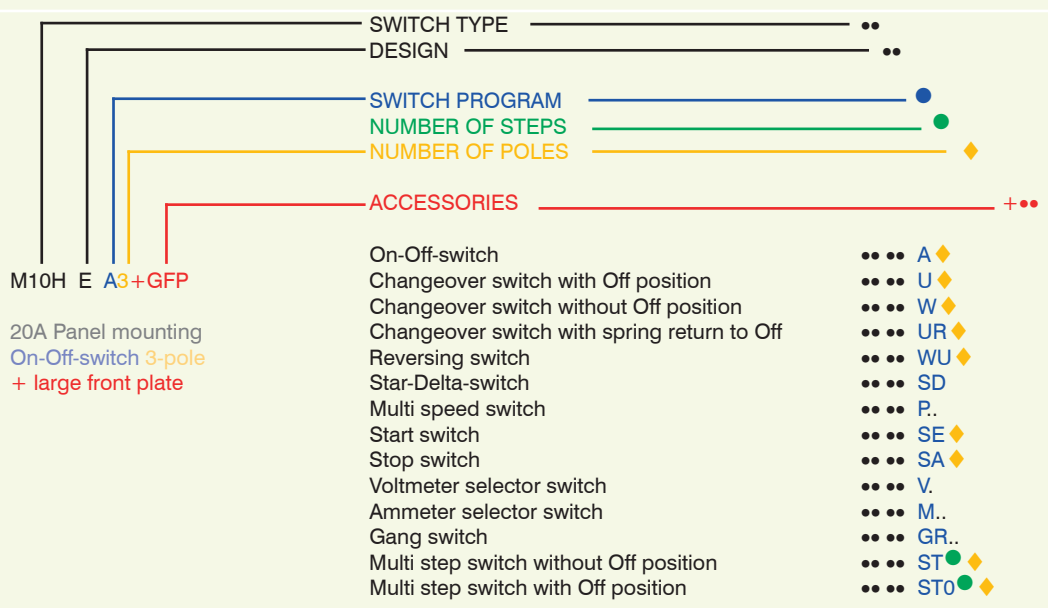 SWITCH TYPE ••
DESIGN ••
SWITCH PROGRAM ●
NUMBER OF STEPS ●
NUMBER OF POLES ♦
ACCESSORIES +••
M10H E A3+GFP
20A Panel mounting
On-Off-switch 3-pole
+ large front plate
On-Off-switch •• •• A♦
Changeover switch with Off position •• •• U♦
Changeover switch without Off position •• •• W♦
Changeover switch with spring return to Off •• •• UR♦
Reversing switch •• •• WU♦
Star-Delta-switch •• •• SD
Multi speed switch •• •• P..
Start switch •• •• SE♦
Stop switch •• •• SA♦
Voltmeter selector switch •• •• V.
Ammeter selector switch •• •• M..
Gang switch •• •• GR..
Multi step switch without Off position •• •• ST●♦
Multi step switch with Off position •• •• ST0●♦